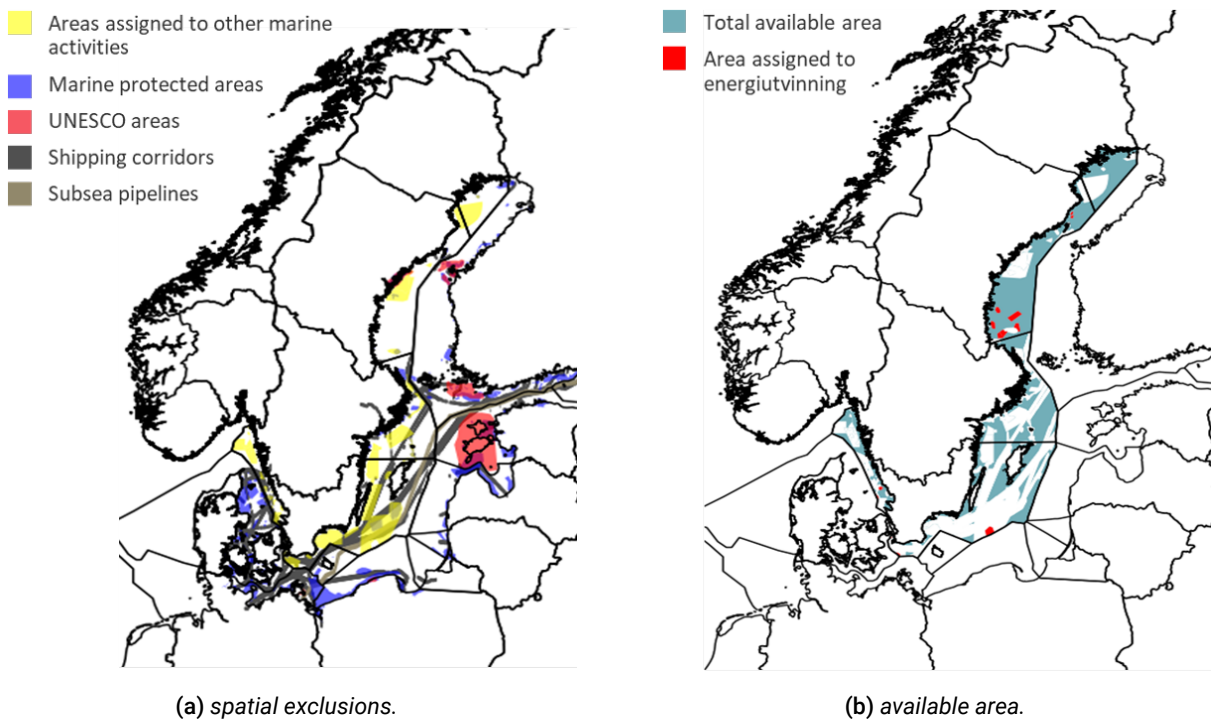 Areas assigned to other marine
activities
Marine protected areas
UNESCO areas
Shipping corridors
Subsea pipelines
Total available area
Area assigned to
energiutvinning
(a) spatial exclusions.
(b) available area.